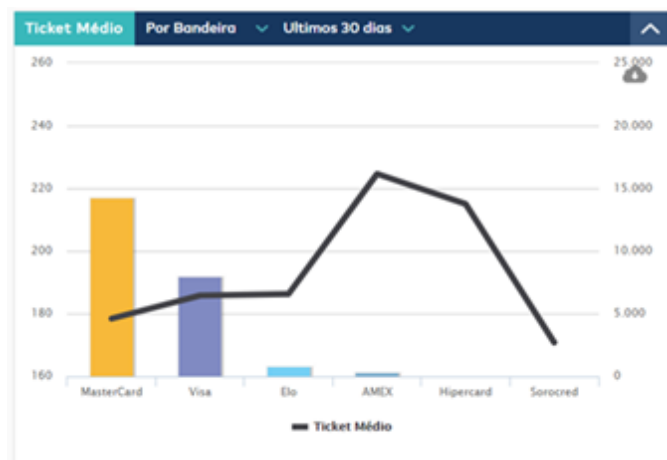 Ticket Médio Por Bandeira Ultimos 30 dias
260 25.000
240 20.000
220 15.000
200 10.000
180 5.000
160 0
MasterCard Visa Elo AMEX Hipercard Sorocred
Ticket Médio